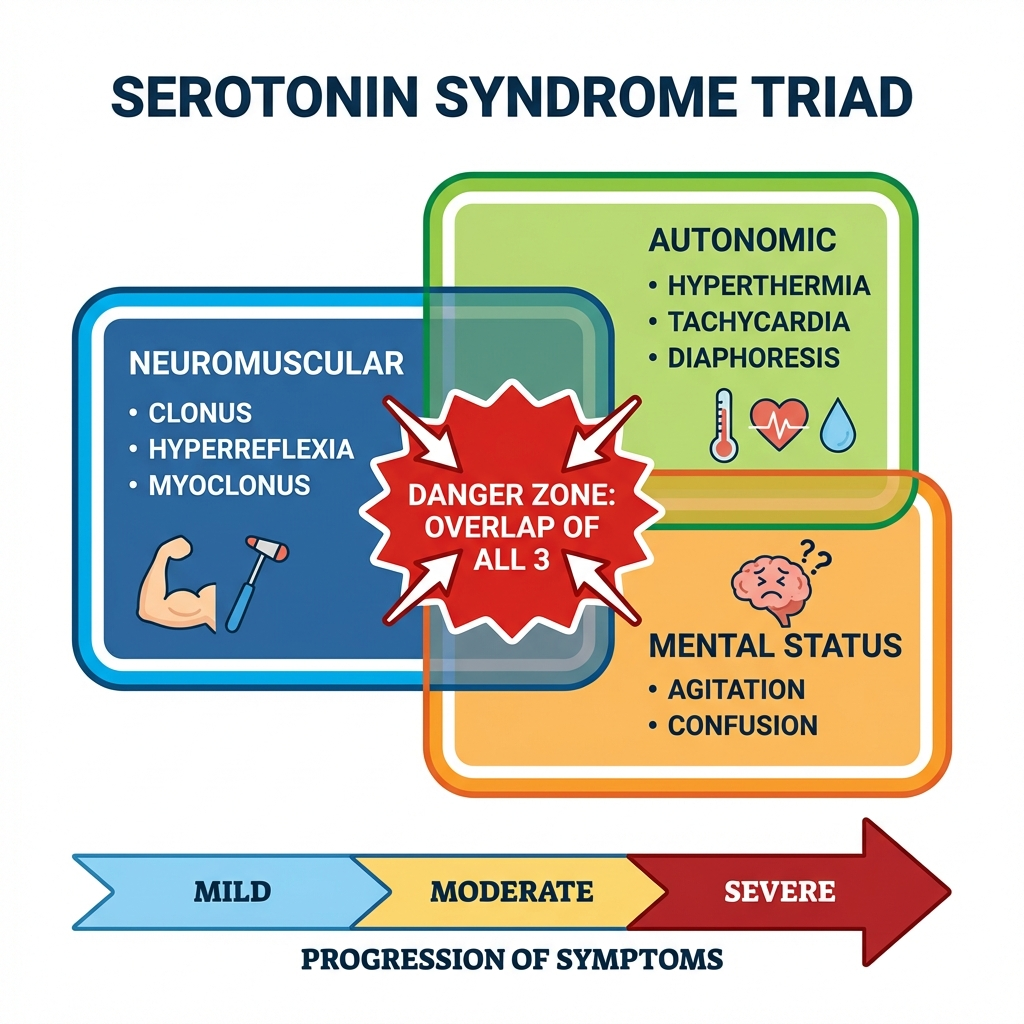 SEROTONIN SYNDROME TRIAD
AUTONOMIC
• HYPERTHERMIA
• TACHYCARDIA
• DIAPHORESIS
NEUROMUSCULAR
• CLONUS
• HYPERREFLEXIA
• MYOCLONUS
DANGER ZONE:
OVERLAP OF
ALL 3
??
MENTAL STATUS
• AGITATION
• CONFUSION
MILD
MODERATE
SEVERE
PROGRESSION OF SYMPTOMS